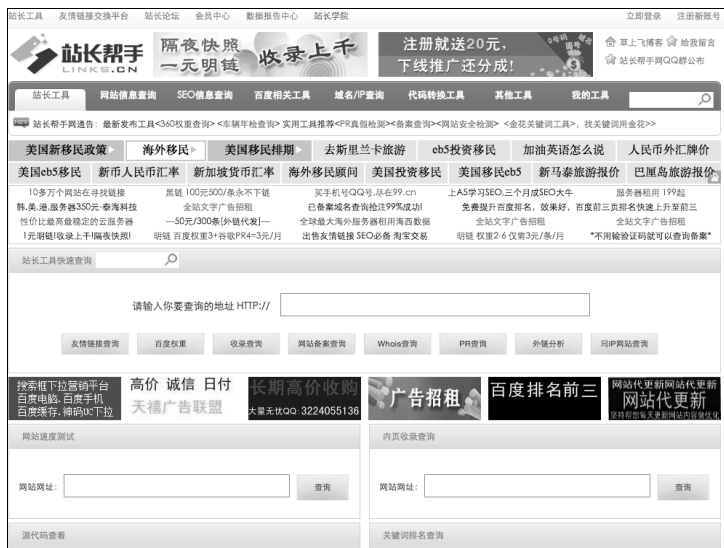 站长工具 友情链接交换平台 站长论坛 会员中心 数据报告中心 站长学院 立即登录 注册新账号
站长帮手
LINKS.CN
隔夜快照
一元明链
收录上千
注册就送20元，
下线推广还分成！
草上飞博客 给我留言
站长帮手网QQ群公布
站长工具 网站信息查询 SEO信息查询 百度相关工具 域名/IP查询 代码转换工具 其他工具 我的工具
站长帮手网通告：最新发布工具<360权重查询> <车辆年检查询> 实用工具推荐<PR真假检测><备案查询><网站安全检测> <金花关键词工具>，找关键词用金花>>
美国新移民政策 海外移民 美国移民排期 去斯里兰卡旅游 eb5投资移民 加油英语怎么说 人民币外汇牌价
美国eb5移民 新币人民币汇率 新加坡货币汇率 海外移民顾问 美国投资移民 美国移民eb5 新马泰旅游报价 巴厘岛旅游报价
10多万个网站在寻找链接 黑链 100元500/条永不下链 买手机号QQ号,尽在99.cn 上A5学习SEO,三个月成SEO大牛 服务器租用 199起
韩.美.港.服务器350元-泰海科技 全站文字广告招租 已备案域名查询抢注99%成功! 免费提升百度排名，效果好，百度前三页排名快速上升至前三
性价比最高最稳定的云服务器 ---50元/300条[外链代发]--- 全球最大海外服务器租用海西数据 全站文字广告招租 全站文字广告招租
1元明链!收录上千!隔夜快照! 明链 百度权重3+谷歌PR4=3元/月 出售友情链接 SEO必备 淘宝交易 明链 权重2-6 仅需3元/条/月 *不用输验证码就可以查询备案*
站长工具快速查询
请输入你要查询的地址 HTTP://
友情链接查询 百度权重 收录查询 网站备案查询 Whois查询 PR查询 外链分析 同IP网站查询
搜索框下拉营销平台
百度电脑.百度手机
百度缓存.神码UC下拉
高价 诚信 日付
天禧广告联盟
长期高价收购
大量无忧QQ:3224055136
广告招租
百度排名前三
网站代更新网站代更新
网站代更新
坚持帮您每天更新网站内容做优化
网站速度测试 内页收录查询
网站网址： 查询 网站网址： 查询
源代码查看 关键词排名查询